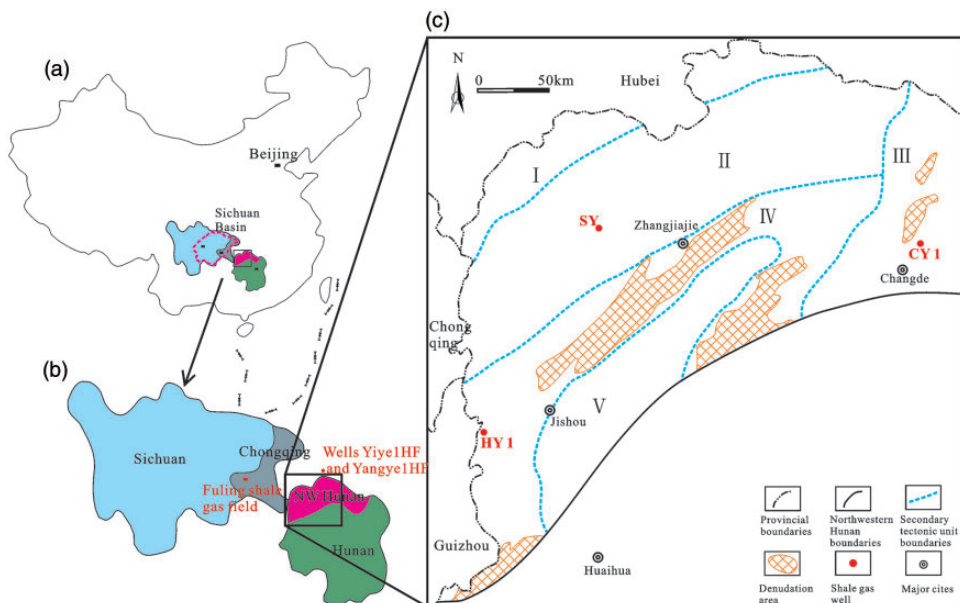 (a)
Beijing
Sichuan
Basin
(b)
Sichuan
Chongqing
Fuling shale
gas field
Wells Yiye1HF
and Yangye1HF
NW Hunan
Hunan
(c)
N
0 50km
Hubei
I
II
III
SY
Zhangjiajie
IV
CY 1
Changde
Chong
qing
HY 1
Jishou
V
Guizhou
Huaihua
Provincial
boundaries
Northwestern
Hunan
boundaries
Secondary
tectonic unit
boundaries
Denudation
area
Shale gas
well
Major cites